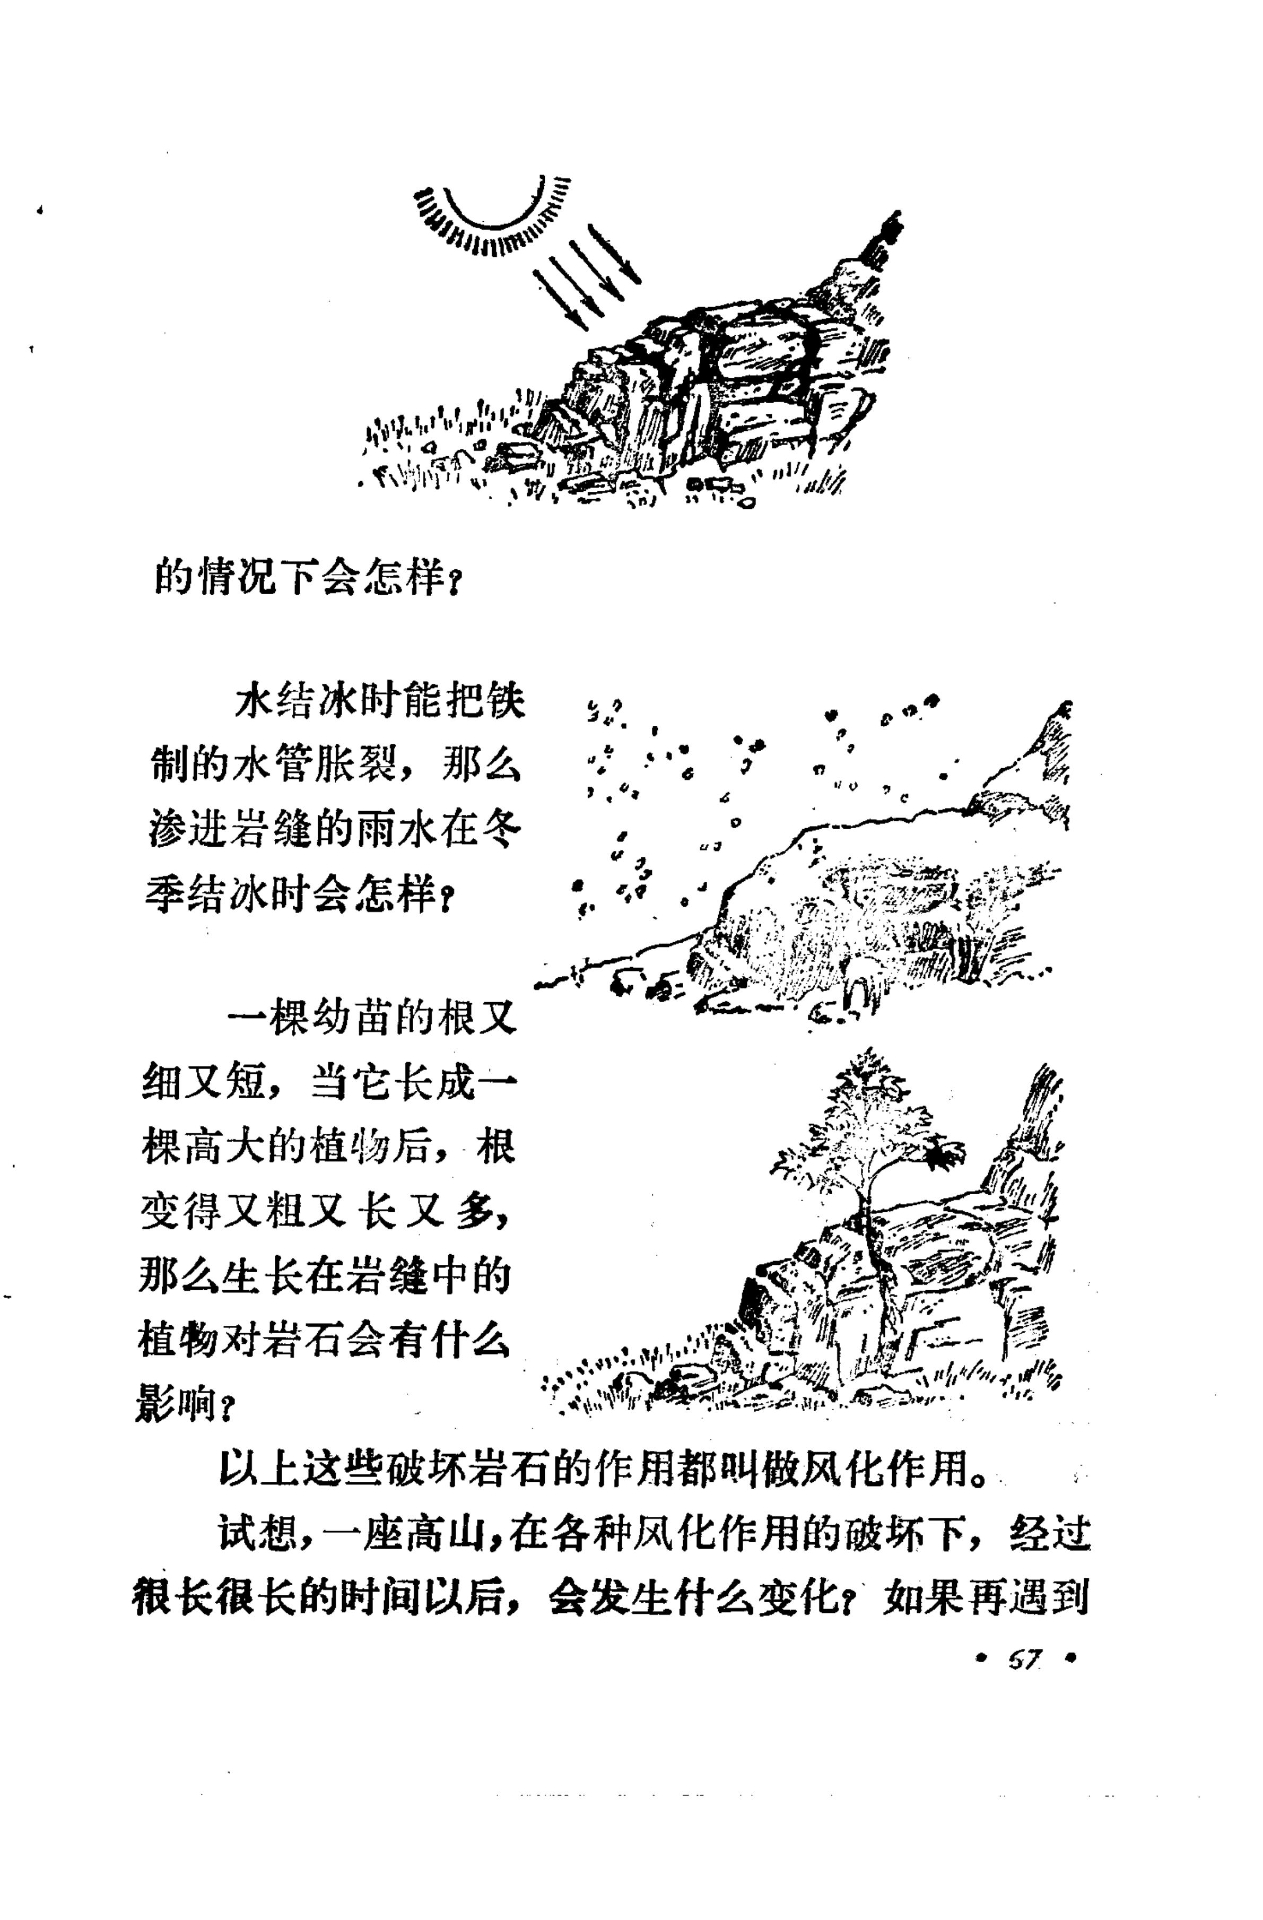 的情况下会怎样？
水结冰时能把铁
制的水管胀裂，那么
渗进岩缝的雨水在冬
季结冰时会怎样？
一棵幼苗的根又
细又短，当它长成一
棵高大的植物后，根
变得又粗又长又多，
那么生长在岩缝中的
植物对岩石会有什么
影响？
以上这些破坏岩石的作用都叫做风化作用。
试想，一座高山，在各种风化作用的破坏下，经过
很长很长的时间以后，会发生什么变化？如果再遇到
• 67 •